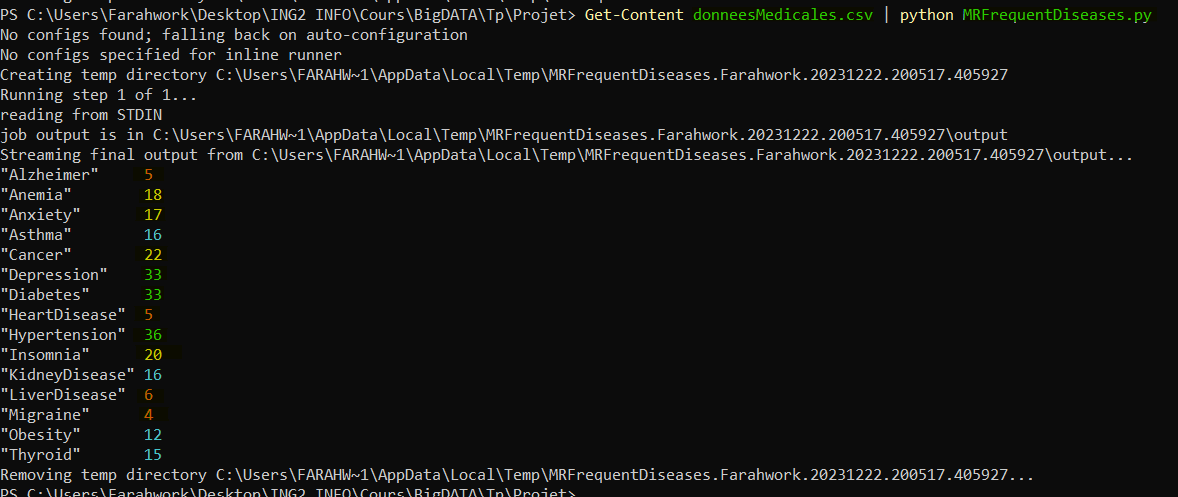 PS C:\Users\Farahwork\Desktop\ING2 INFO\Cours\BigDATA\Tp\Projet> Get-Content donneesMedicales.csv | python MRFrequentDiseases.py
No configs found; falling back on auto-configuration
No configs specified for inline runner
Creating temp directory C:\Users\FARAHW~1\AppData\Local\Temp\MRFrequentDiseases.Farahwork.20231222.200517.405927
Running step 1 of 1...
reading from STDIN
job output is in C:\Users\FARAHW~1\AppData\Local\Temp\MRFrequentDiseases.Farahwork.20231222.200517.405927\output
Streaming final output from C:\Users\FARAHW~1\AppData\Local\Temp\MRFrequentDiseases.Farahwork.20231222.200517.405927\output...
"Alzheimer" 5
"Anemia" 18
"Anxiety" 17
"Asthma" 16
"Cancer" 22
"Depression" 33
"Diabetes" 33
"HeartDisease" 5
"Hypertension" 36
"Insomnia" 20
"KidneyDisease" 16
"LiverDisease" 6
"Migraine" 4
"Obesity" 12
"Thyroid" 15
Removing temp directory C:\Users\FARAHW~1\AppData\Local\Temp\MRFrequentDiseases.Farahwork.20231222.200517.405927...
PS C:\Users\Farahwork\Desktop\ING2 INFO\Cours\BigDATA\Tp\Projet>